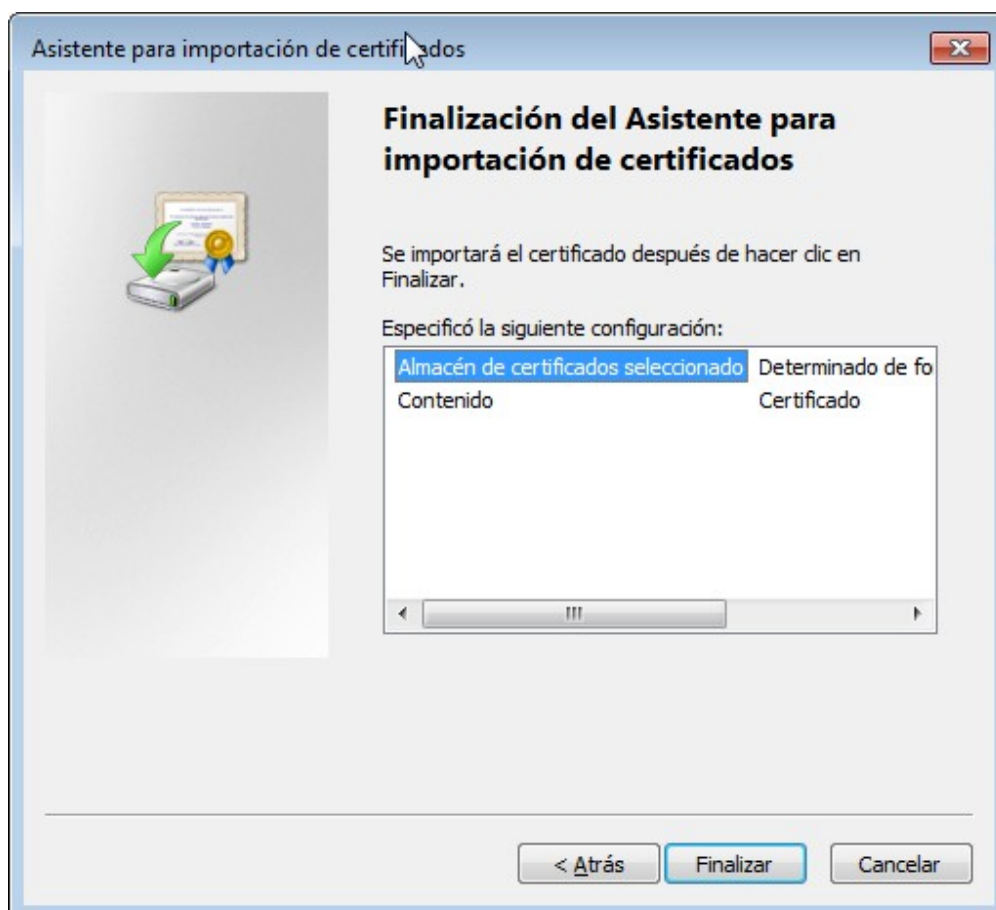 Asistente para importación de certificados
Finalización del Asistente para
importación de certificados
Se importará el certificado después de hacer clic en
Finalizar.
Especificó la siguiente configuración:
Almacén de certificados seleccionado Determinado de fo
Contenido Certificado
< Atrás Finalizar Cancelar